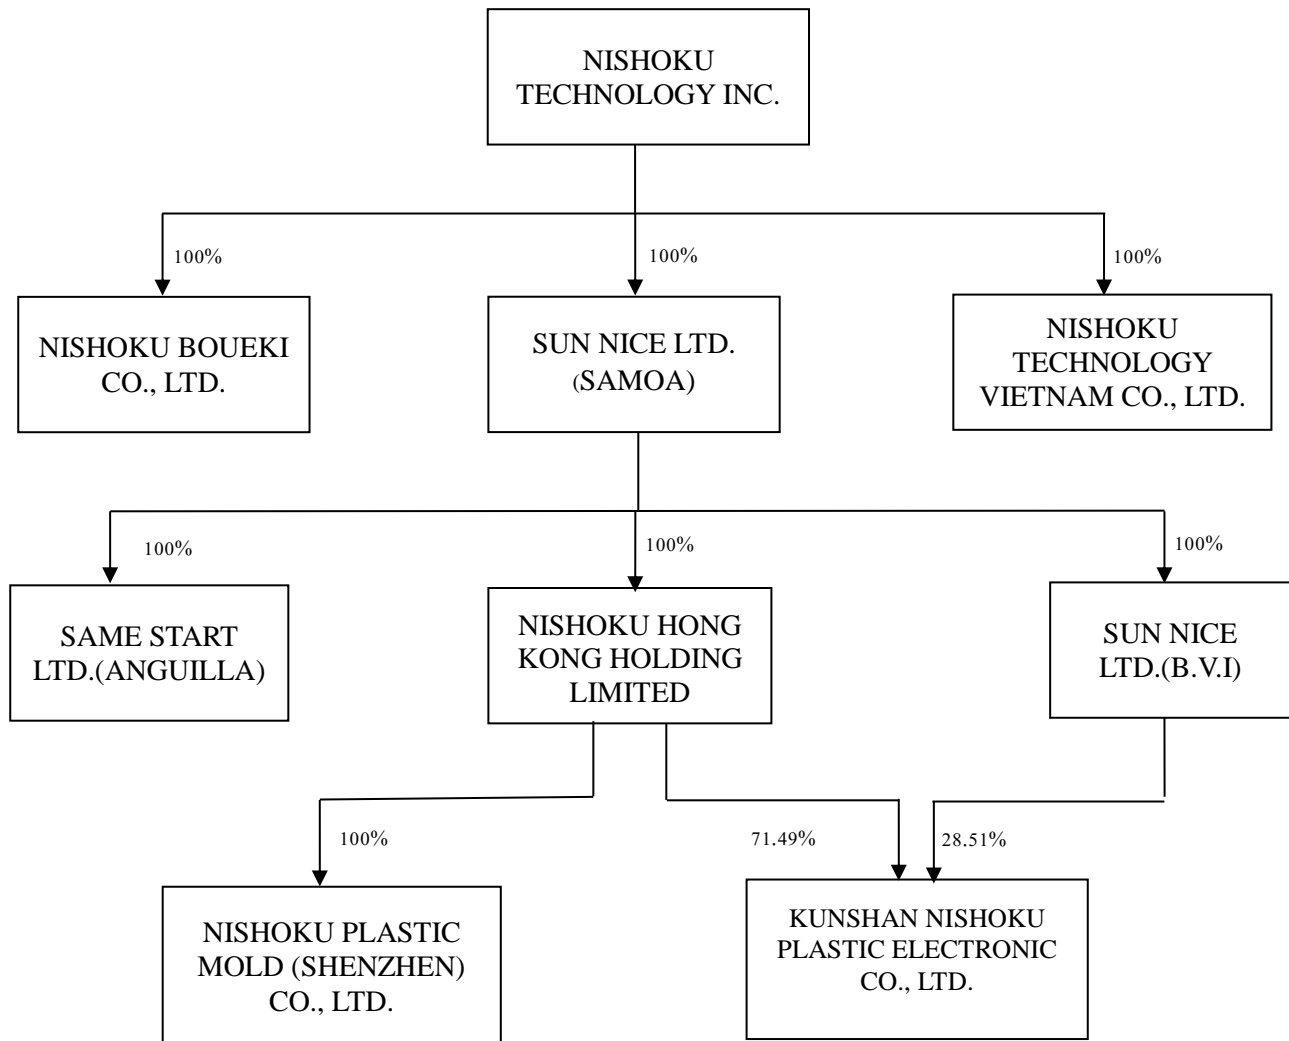 NISHOKU
TECHNOLOGY INC.
100%
100%
100%
NISHOKU BOUEKI
CO., LTD.
SUN NICE LTD.
(SAMOA)
NISHOKU
TECHNOLOGY
VIETNAM CO., LTD.
100%
100%
100%
SAME START
LTD.(ANGUILLA)
NISHOKU HONG
KONG HOLDING
LIMITED
SUN NICE
LTD.(B.V.I)
100%
71.49%
28.51%
NISHOKU PLASTIC
MOLD (SHENZHEN)
CO., LTD.
KUNSHAN NISHOKU
PLASTIC ELECTRONIC
CO., LTD.